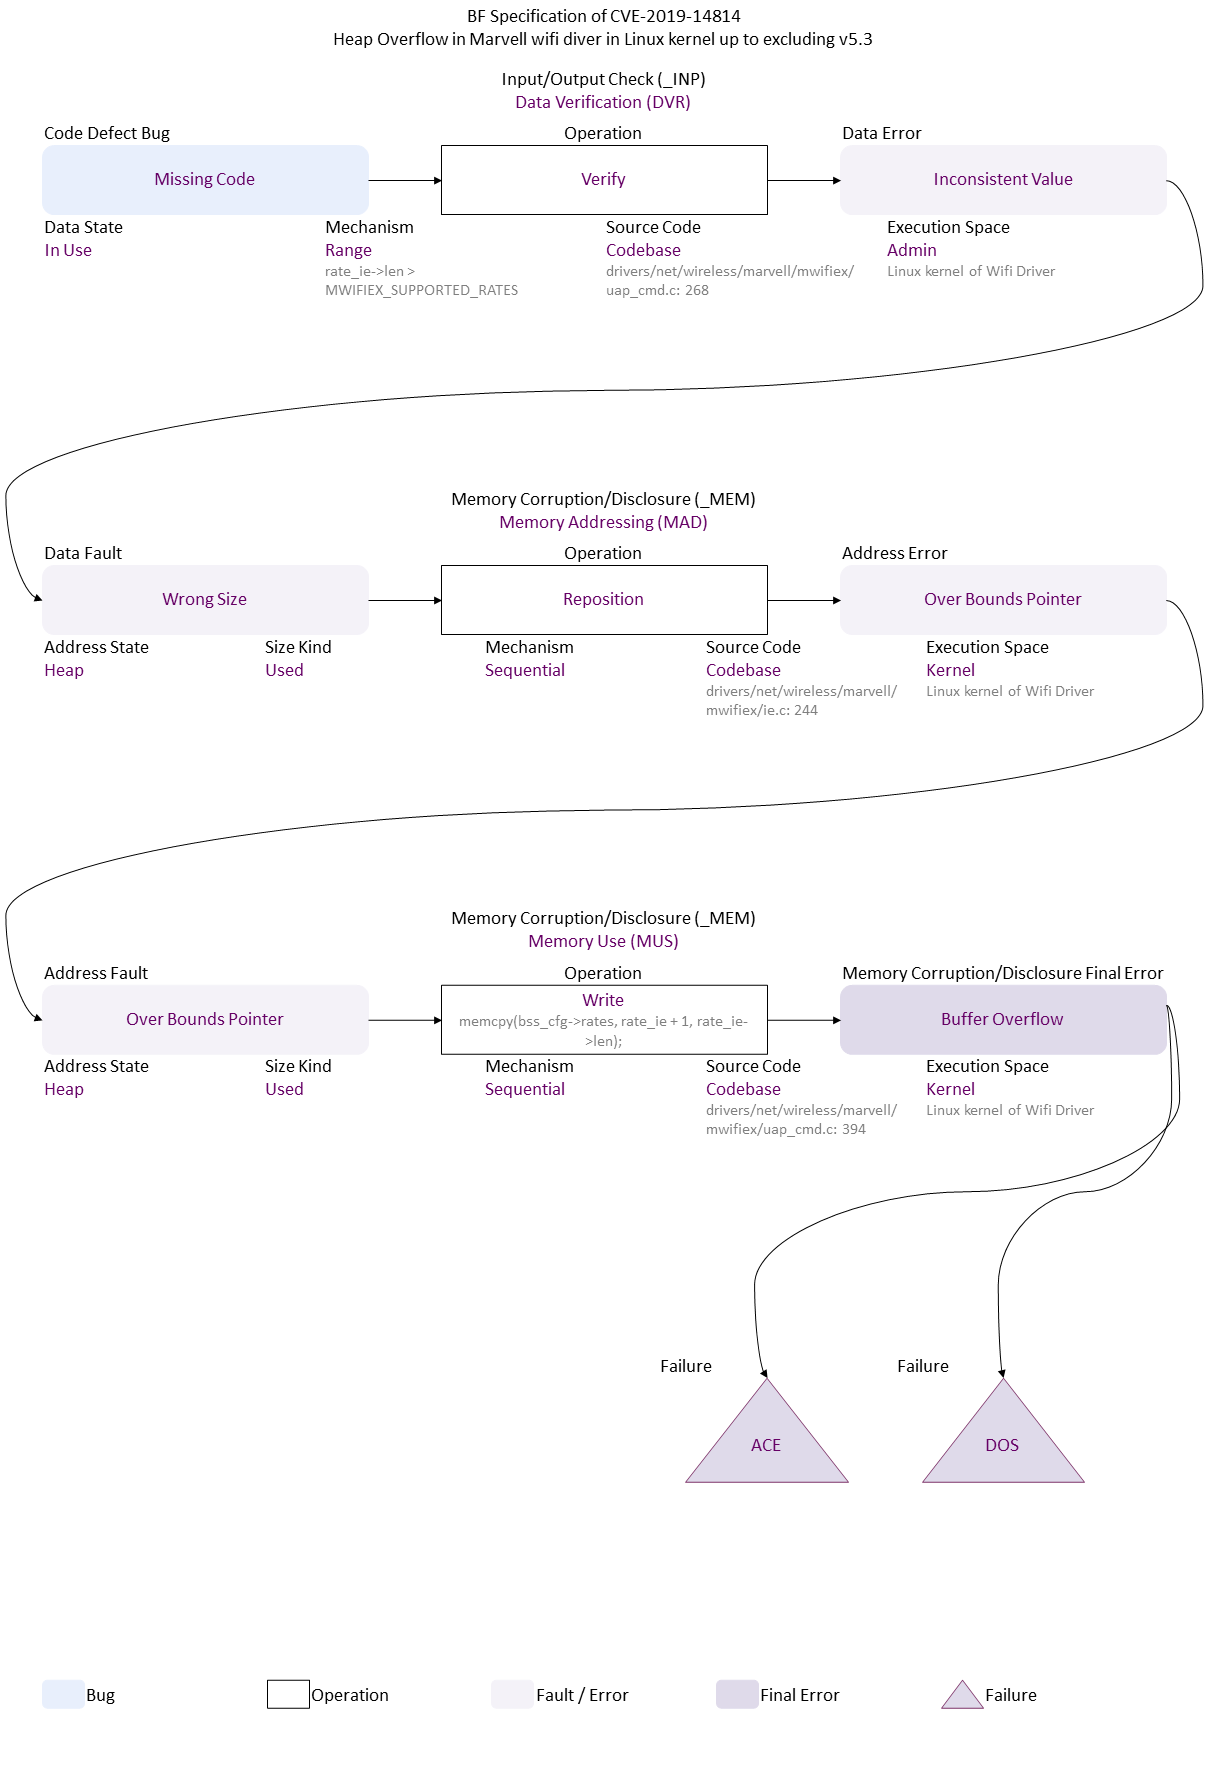 BF Specification of CVE-2019-14814
Heap Overflow in Marvell wifi diver in Linux kernel up to excluding v5.3
Input/Output Check (_INP)
Data Verification (DVR)
Code Defect Bug
Operation
Data Error
Missing Code
Verify
Inconsistent Value
Data State
Mechanism
Source Code
Execution Space
In Use
Range
Codebase
Admin
rate_ie->len >
MWIFIEX_SUPPORTED_RATES
drivers/net/wireless/marvell/mwifiex/
uap_cmd.c: 268
Linux kernel of Wifi Driver
Memory Corruption/Disclosure (_MEM)
Memory Addressing (MAD)
Data Fault
Operation
Address Error
Wrong Size
Reposition
Over Bounds Pointer
Address State
Size Kind
Mechanism
Source Code
Execution Space
Heap
Used
Sequential
Codebase
Kernel
drivers/net/wireless/marvell/
mwifiex/ie.c: 244
Linux kernel of Wifi Driver
Memory Corruption/Disclosure (_MEM)
Memory Use (MUS)
Address Fault
Operation
Memory Corruption/Disclosure Final Error
Over Bounds Pointer
Write
memcpy(bss_cfg->rates, rate_ie + 1, rate_ie-
>len);
Buffer Overflow
Address State
Size Kind
Mechanism
Source Code
Execution Space
Heap
Used
Sequential
Codebase
Kernel
drivers/net/wireless/marvell/
mwifiex/uap_cmd.c: 394
Linux kernel of Wifi Driver
Failure
Failure
ACE
DOS
Bug
Operation
Fault / Error
Final Error
Failure